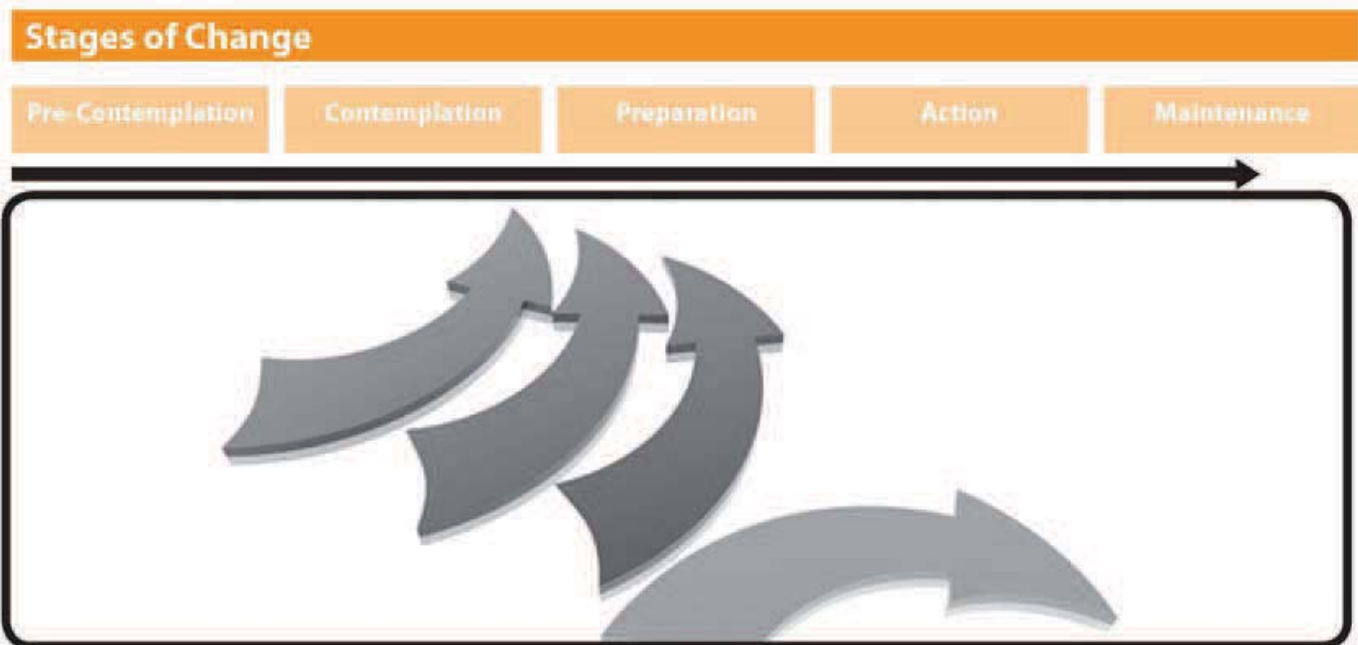 Stages of Change
Pre-Contemplation
Contemplation
Preparation
Action
Maintenance